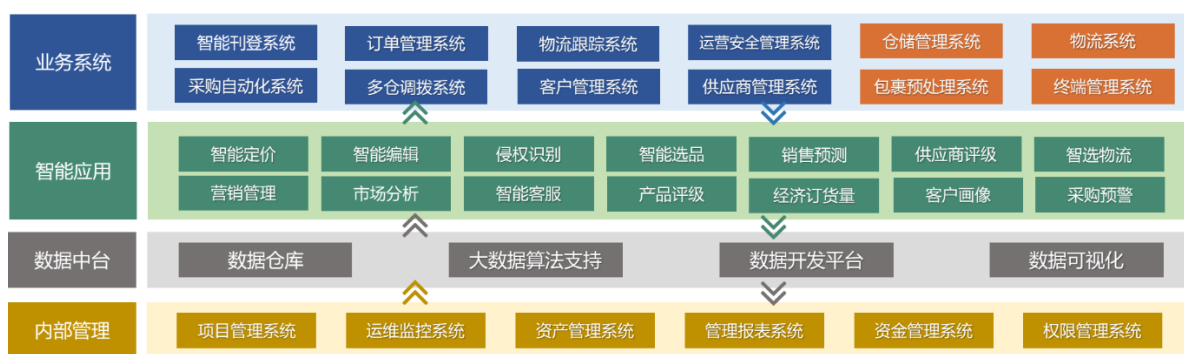 业务系统
智能刊登系统 订单管理系统 物流跟踪系统 运营安全管理系统 仓储管理系统 物流系统
采购自动化系统 多仓调拨系统 客户管理系统 供应商管理系统 包裹预处理系统 终端管理系统
智能应用
智能定价 智能编辑 侵权识别 智能选品 销售预测 供应商评级 智选物流
营销管理 市场分析 智能客服 产品评级 经济订货量 客户画像 采购预警
数据中台
数据仓库 大数据算法支持 数据开发平台 数据可视化
内部管理
项目管理系统 运维监控系统 资产管理系统 管理报表系统 资金管理系统 权限管理系统